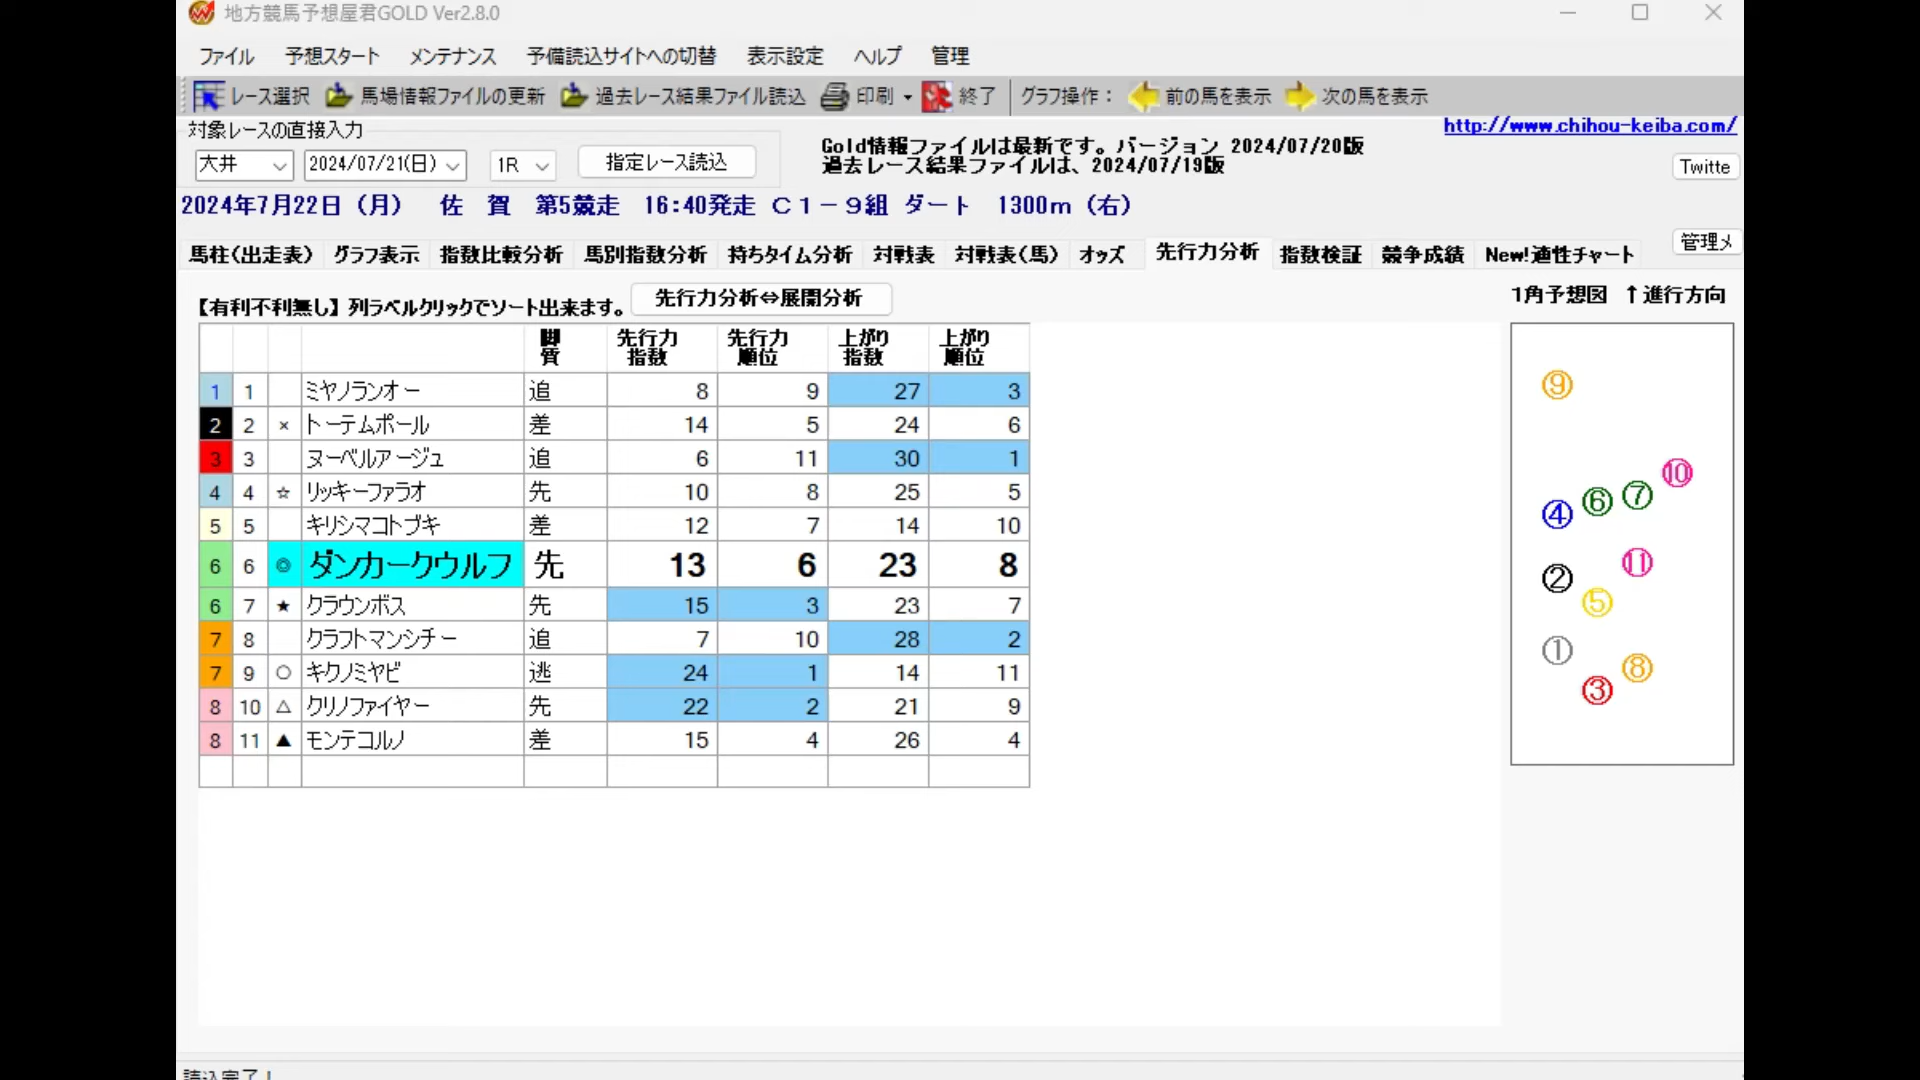 地方競馬予想屋君GOLD Ver2.8.0
ファイル 予想スタート メンテナンス 予備読込サイトへの切替 表示設定 ヘルプ 管理
レース選択 馬場情報ファイルの更新 過去レース結果ファイル読込 印刷 終了 グラフ操作： 前の馬を表示 次の馬を表示
対象レースの直接入力
http://www.chihou-keiba.com/
大井 2024/07/21(日) 1R 指定レース読込
Gold情報ファイルは最新です。バージョン 2024/07/20版
過去レース結果ファイルは、2024/07/19版
Twitte
2024年7月22日（月） 佐 賀 第5競走 16:40発走 Ｃ１－９組 ダート 1300m（右）
管理メ
馬柱(出走表) グラフ表示 指数比較分析 馬別指数分析 持ちタイム分析 対戦表 対戦表(馬) オッズ 先行力分析 指数検証 競争成績 New!適性チャート
【有利不利無し】列ラベルクリックでソート出来ます。 先行力分析⇔展開分析
1角予想図 ↑進行方向
脚質 先行力指数 先行力順位 上がり指数 上がり順位
1 1 ミヤノランオー 追 8 9 27 3
2 2 × トーテムポール 差 14 5 24 6
3 3 ヌーベルアージュ 追 6 11 30 1
4 4 ☆ リッキーファラオ 先 10 8 25 5
5 5 キリシマコトブキ 差 12 7 14 10
6 6 ◎ ダンカークウルフ 先 13 6 23 8
6 7 ★ クラウンボス 先 15 3 23 7
7 8 クラフトマンシチー 追 7 10 28 2
7 9 ○ キクノミヤビ 逃 24 1 14 11
8 10 △ クリノファイヤー 先 22 2 21 9
8 11 ▲ モンテコルノ 差 15 4 26 4
⑨
⑩
④ ⑥ ⑦
⑪
②
⑤
①
⑧
③
読込完了！